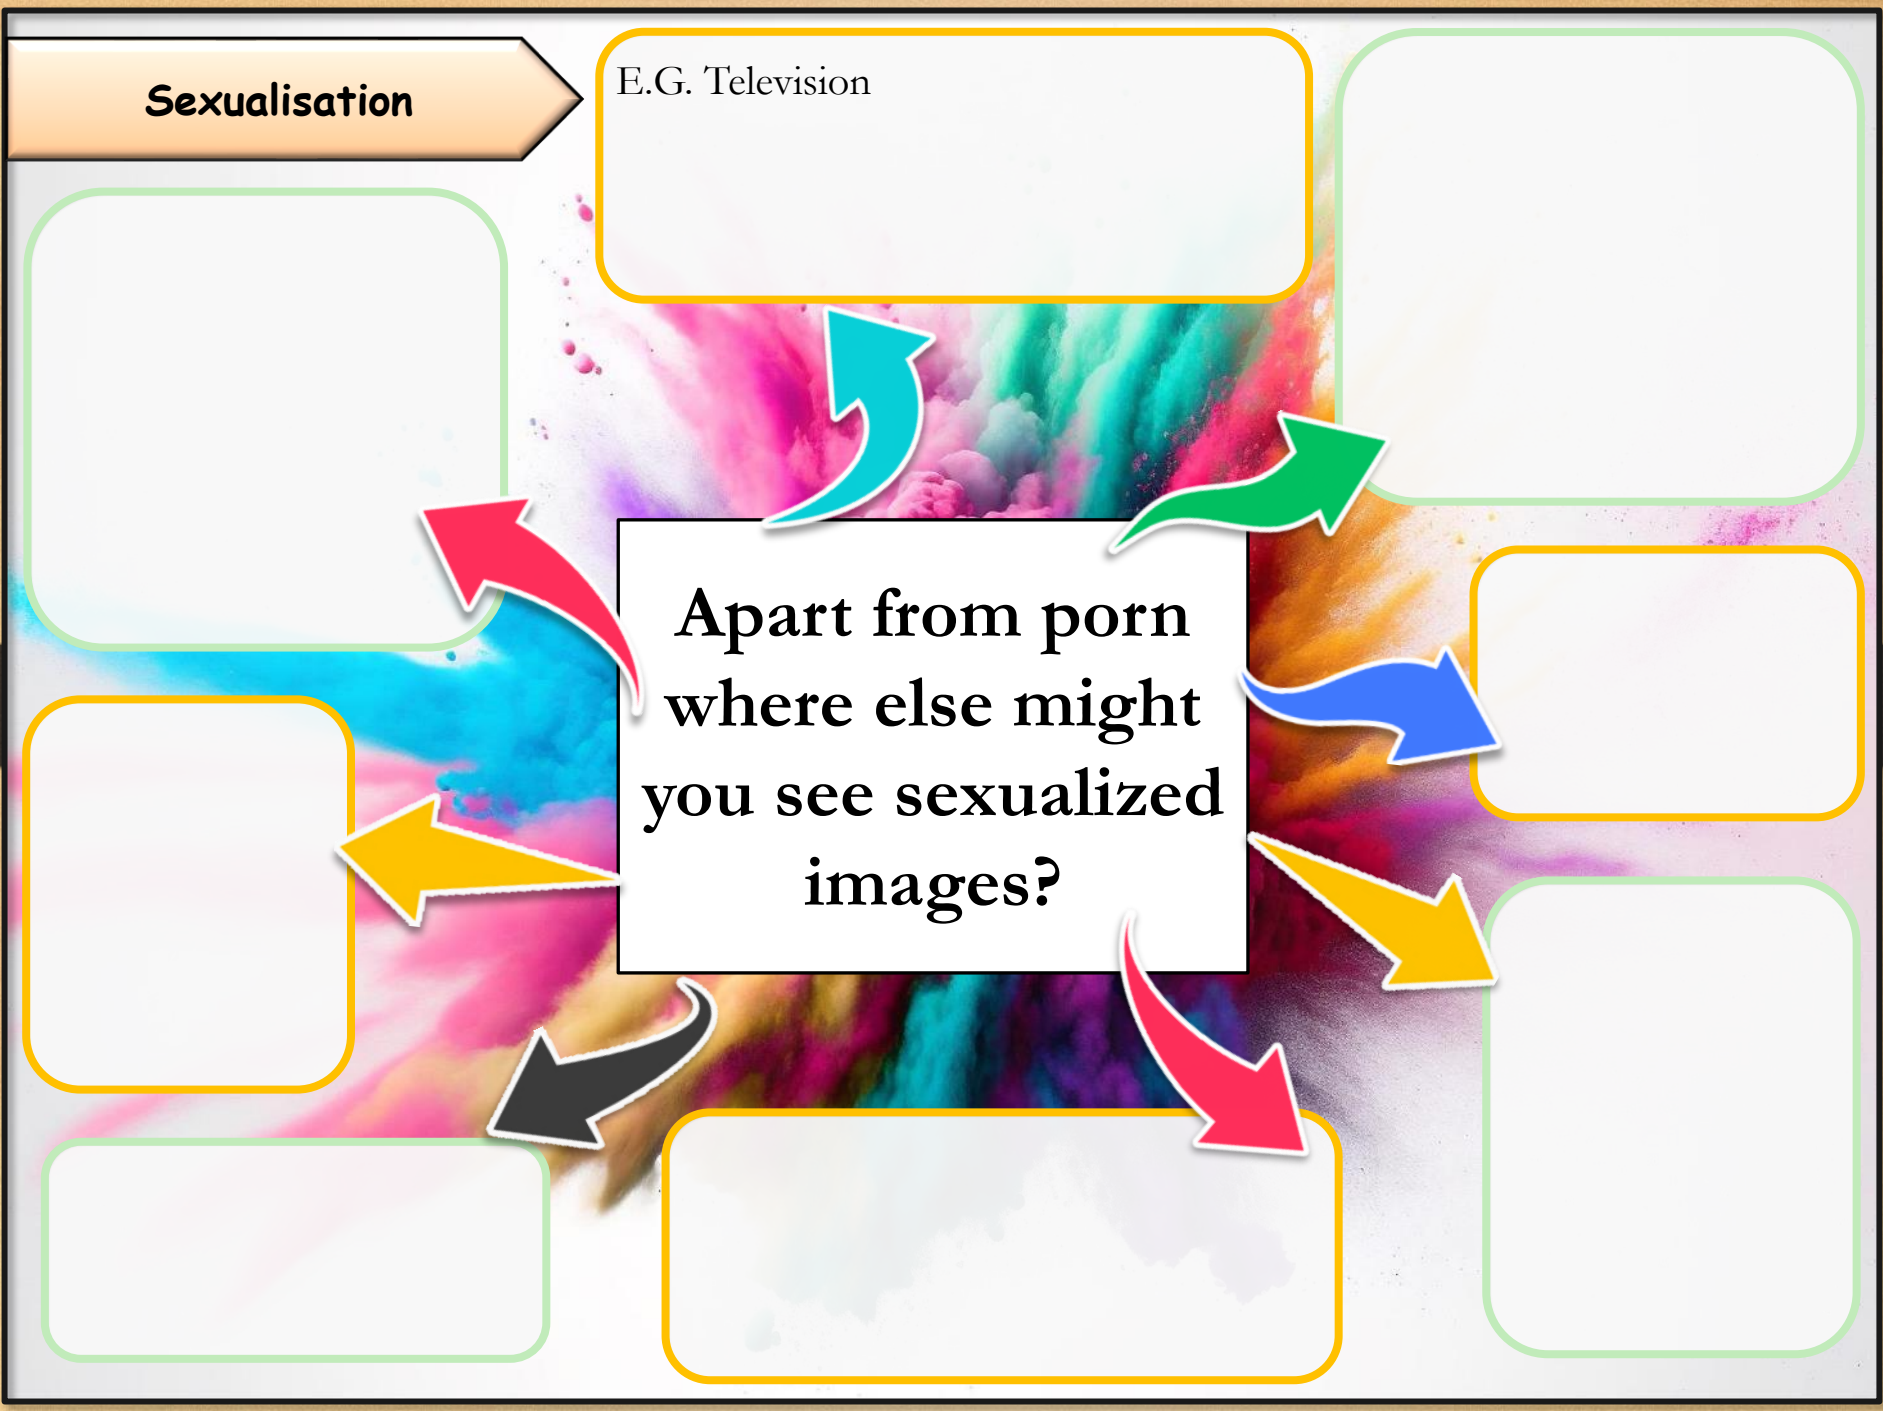 Sexualisation
E.G. Television
Apart from porn
where else might
you see sexualized
images?